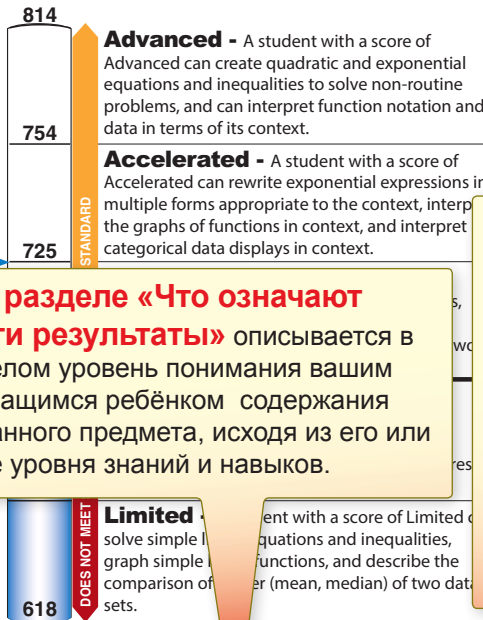 814
Advanced - A student with a score of
Advanced can create quadratic and exponential
equations and inequalities to solve non-routine
problems, and can interpret function notation and
data in terms of its context.
754
Accelerated - A student with a score of
Accelerated can rewrite exponential expressions in
multiple forms appropriate to the context,
the graphs of functions in context, and interpret
categorical data displays in context.
725
STANDARD
разделе «Что означают
результаты» описывается в
уровень понимания вашим
ребёнком содержания
предмета, исходя из его или
уровня знаний и навыков.
DOES NOT MEET
Limited - ent with a score of Limited
solve simple quations and inequalities,
graph simple functions, and describe the
comparison of (mean, median) of two data
sets.
618